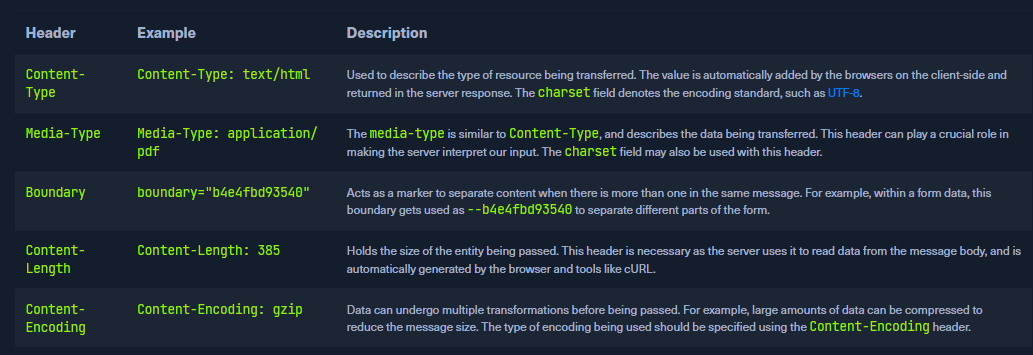 Header Example Description
Content-Type Content-Type: text/html Used to describe the type of resource being transferred. The value is automatically added by the browsers on the client-side and
returned in the server response. The charset field denotes the encoding standard, such as UTF-8.
Media-Type Media-Type: application/pdf The media-type is similar to Content-Type, and describes the data being transferred. This header can play a crucial role in
making the server interpret our input. The charset field may also be used with this header.
Boundary boundary="b4e4fbd93540" Acts as a marker to separate content when there is more than one in the same message. For example, within a form data, this
boundary gets used as --b4e4fbd93540 to separate different parts of the form.
Content-Length Content-Length: 385 Holds the size of the entity being passed. This header is necessary as the server uses it to read data from the message body, and is
automatically generated by the browser and tools like cURL.
Content-Encoding Content-Encoding: gzip Data can undergo multiple transformations before being passed. For example, large amounts of data can be compressed to
reduce the message size. The type of encoding being used should be specified using the Content-Encoding header.